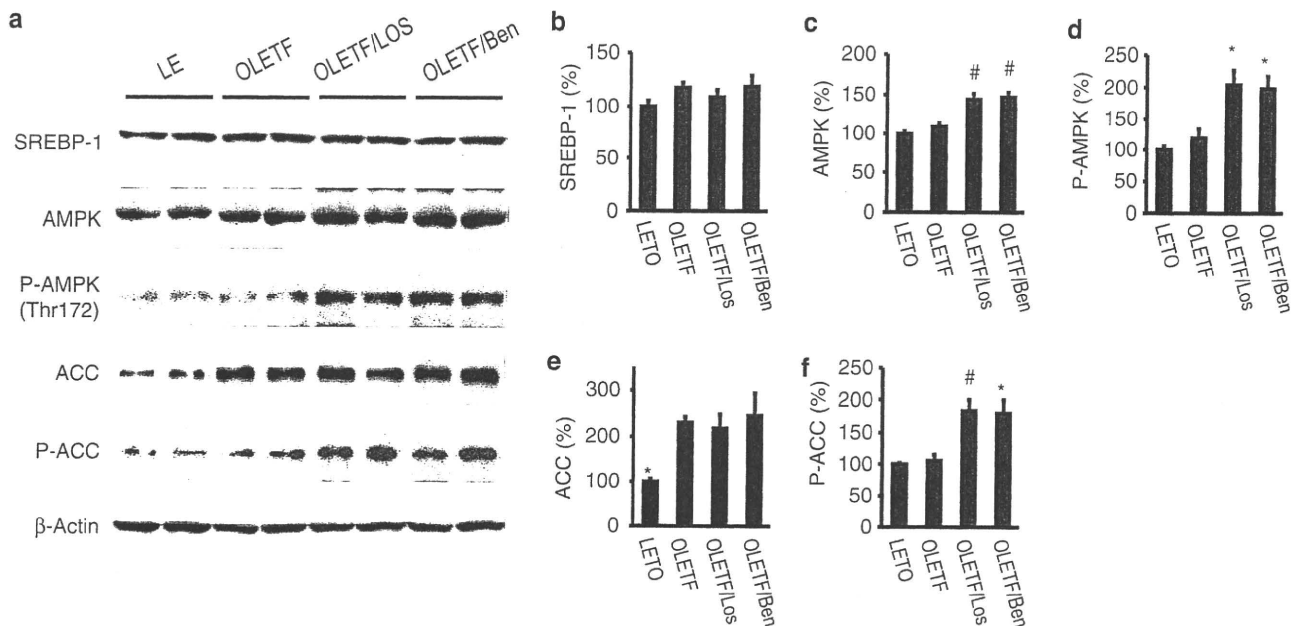 a
LE
OLETF
OLETF/LOS
OLETF/Ben
SREBP-1
AMPK
P-AMPK
(Thr172)
ACC
P-ACC
β-Actin
b
SREBP-1 (%)
150
100
50
0
LETO
OLETF
OLETF/Los
OLETF/Ben
c
AMPK (%)
200
150
100
50
0
# #
LETO
OLETF
OLETF/Los
OLETF/Ben
d
P-AMPK (%)
250
200
150
100
50
0
* *
LETO
OLETF
OLETF/Los
OLETF/Ben
e
ACC (%)
300
200
100
0
*
LETO
OLETF
OLETF/Los
OLETF/Ben
f
P-ACC (%)
250
200
150
100
50
0
# *
LETO
OLETF
OLETF/Los
OLETF/Ben